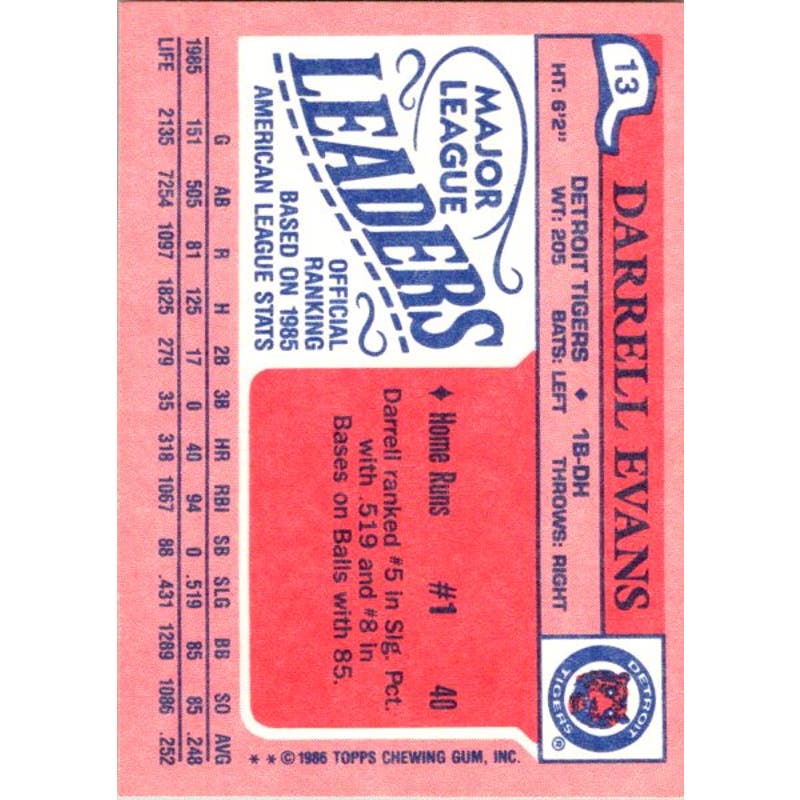 13
DARRELL EVANS
DETROIT TIGERS ♦ 1B-DH
HT: 6'2" WT: 205 BATS: LEFT THROWS: RIGHT
DETROIT
TIGERS
®
MAJOR
LEAGUE
LEADERS
OFFICIAL
RANKING
BASED ON 1985
AMERICAN LEAGUE STATS
♦ Home Runs #1 40
Darrell ranked #5 in Slg. Pct.
with .519 and #8 in
Bases on Balls with 85.
G AB R H 2B 3B HR RBI SB SLG BB SO AVG
1985 151 505 81 125 17 0 40 94 0 .519 85 85 .248
LIFE 2135 7254 1097 1825 279 35 318 1067 88 .431 1289 1086 .252
* * © 1986 TOPPS CHEWING GUM, INC.